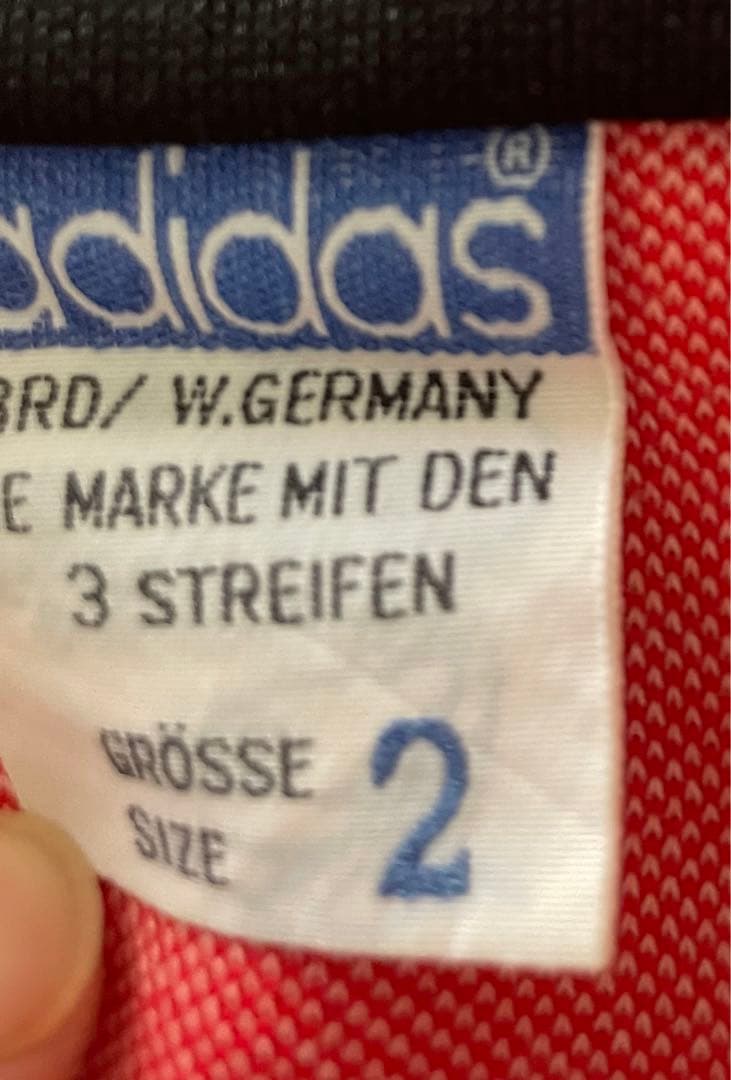 adidas®
BRD/ W.GERMANY
E MARKE MIT DEN
3 STREIFEN
GRÖSSE 2
SIZE